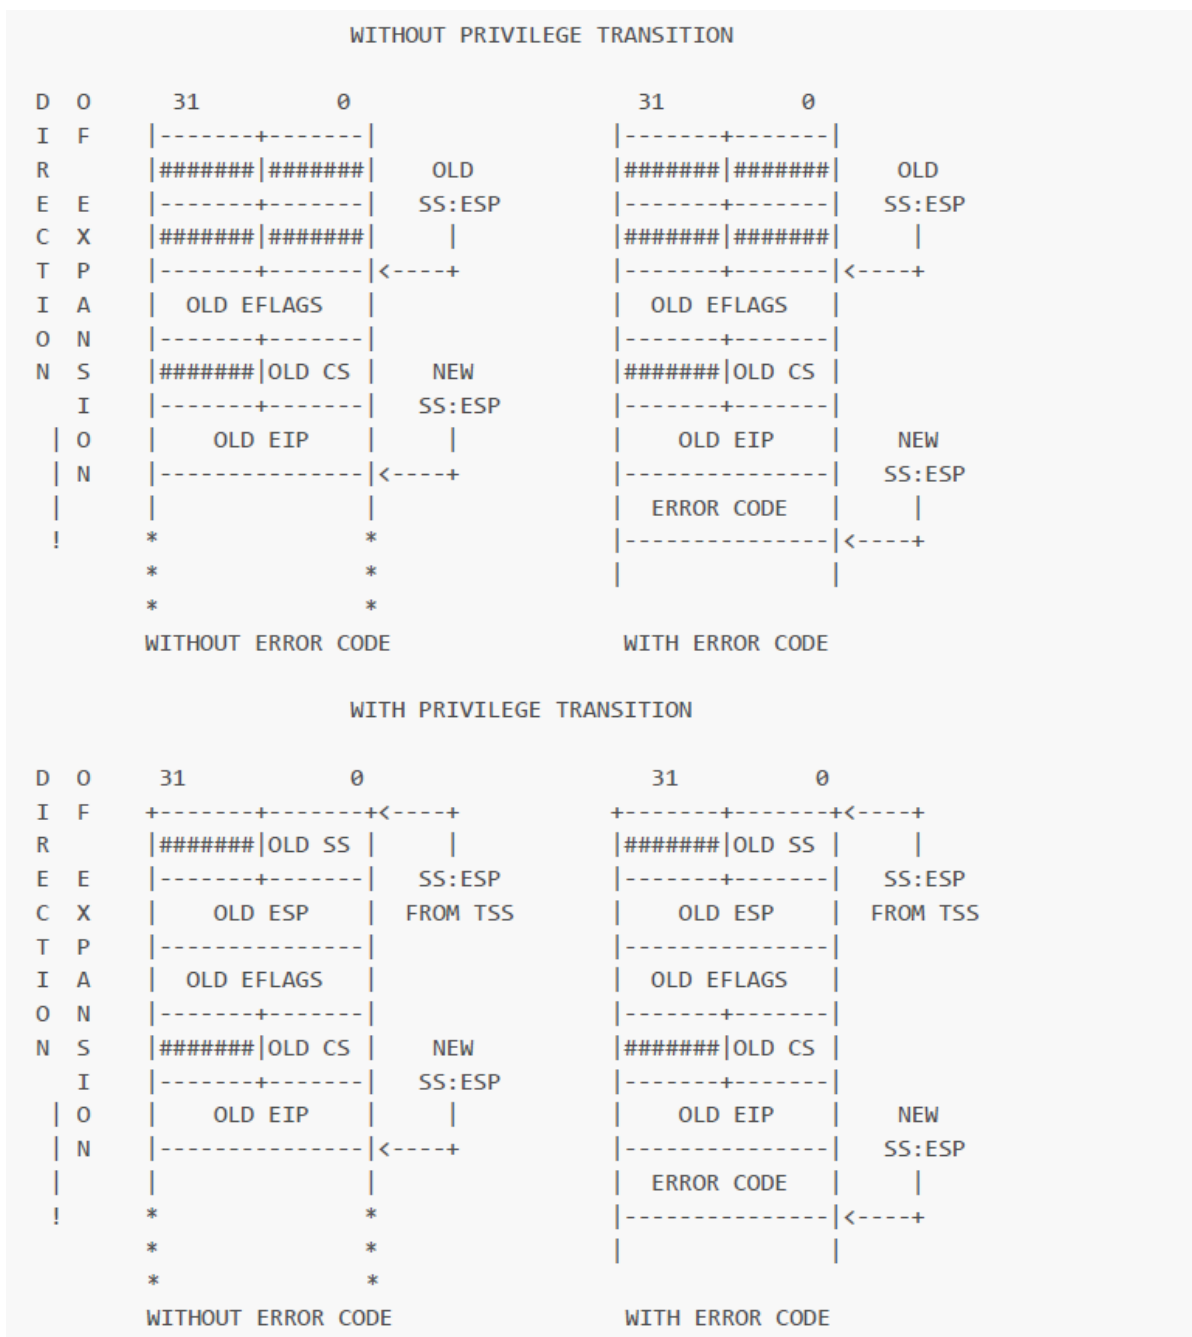 WITHOUT PRIVILEGE TRANSITION

D  O      31          0                     31          0
I  F    |-------+-------|                 |-------+-------|
R       |#######|#######|    OLD          |#######|#######|    OLD
E  E    |-------+-------|   SS:ESP        |-------+-------|   SS:ESP
C  X    |#######|#######|     |           |#######|#######|     |
T  P    |-------+-------|<----+           |-------+-------|<----+
I  A    |  OLD EFLAGS   |                 |  OLD EFLAGS   |
O  N    |-------+-------|                 |-------+-------|
N  S    |#######|OLD CS |    NEW          |#######|OLD CS |
   I    |-------+-------|   SS:ESP        |-------+-------|
 | O    |    OLD EIP    |     |           |    OLD EIP    |    NEW
 | N    |---------------|<----+           |---------------|   SS:ESP
 |      |               |                 |  ERROR CODE   |     |
 !      *               *                 |---------------|<----+
        *               *                 |               |
        *               *
        WITHOUT ERROR CODE                 WITH ERROR CODE

                       WITH PRIVILEGE TRANSITION

D  O     31            0                     31          0
I  F    +-------+-------+<----+           +-------+-------+<----+
R       |#######|OLD SS |     |           |#######|OLD SS |     |
E  E    |-------+-------|   SS:ESP        |-------+-------|   SS:ESP
C  X    |    OLD ESP    |  FROM TSS       |    OLD ESP    |  FROM TSS
T  P    |---------------|                 |---------------|
I  A    |  OLD EFLAGS   |                 |  OLD EFLAGS   |
O  N    |-------+-------|                 |-------+-------|
N  S    |#######|OLD CS |    NEW          |#######|OLD CS |
   I    |-------+-------|   SS:ESP        |-------+-------|
 | O    |    OLD EIP    |     |           |    OLD EIP    |    NEW
 | N    |---------------|<----+           |---------------|   SS:ESP
 |      |               |                 |  ERROR CODE   |     |
 !      *               *                 |---------------|<----+
        *               *                 |               |
        *               *
        WITHOUT ERROR CODE                 WITH ERROR CODE